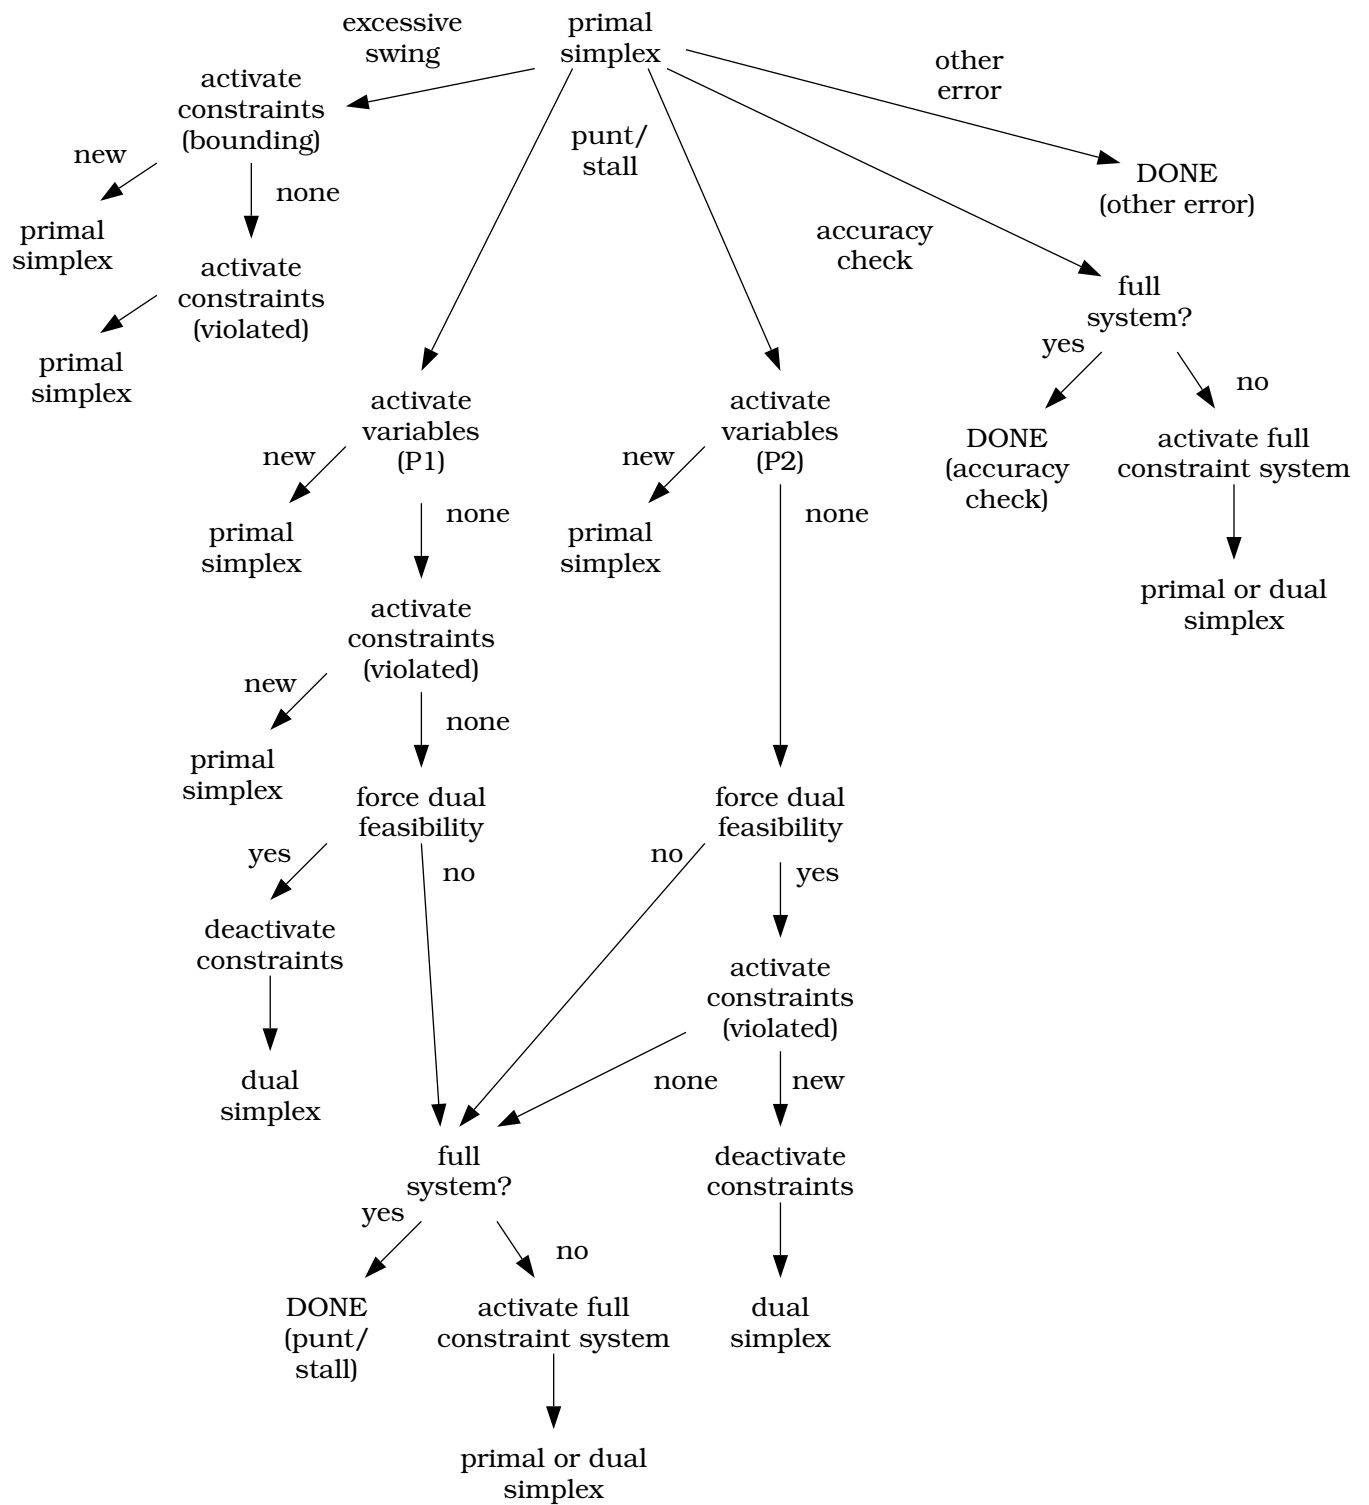 excessive
swing
primal
simplex
other
error
activate
constraints
(bounding)
punt/
stall
new
none
DONE
(other error)
primal
simplex
accuracy
check
activate
constraints
(violated)
full
system?
primal
simplex
yes
no
activate
variables
(P1)
activate
variables
(P2)
DONE
(accuracy
check)
activate full
constraint system
new
none
new
none
primal
simplex
primal
simplex
primal or dual
simplex
activate
constraints
(violated)
new
none
primal
simplex
force dual
feasibility
force dual
feasibility
yes
no
no
yes
deactivate
constraints
activate
constraints
(violated)
dual
simplex
none
new
full
system?
deactivate
constraints
yes
no
DONE
(punt/
stall)
activate full
constraint system
dual
simplex
primal or dual
simplex